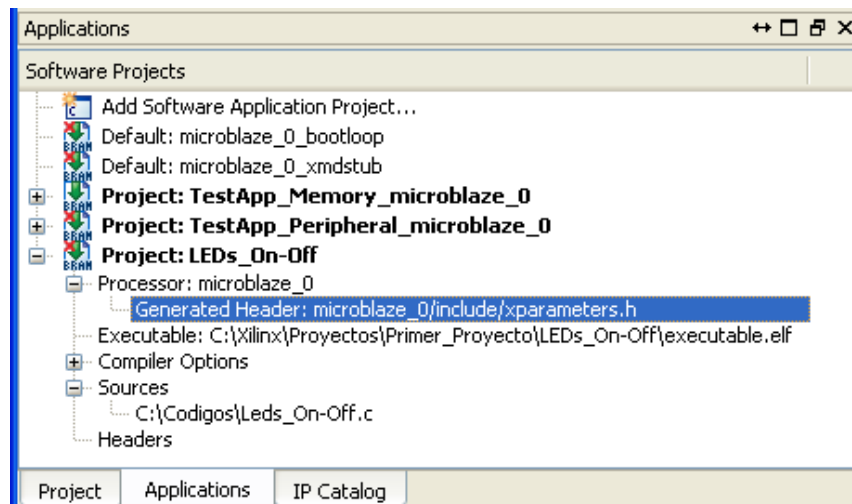 Applications
Software Projects
Add Software Application Project...
Default: microblaze_0_bootloop
Default: microblaze_0_xmdstub
Project: TestApp_Memory_microblaze_0
Project: TestApp_Peripheral_microblaze_0
Project: LEDs_On-Off
Processor: microblaze_0
Generated Header: microblaze_0/include/xparameters.h
Executable: C:\Xilinx\Proyectos\Primer_Proyecto\LEDs_On-Off\executable.elf
Compiler Options
Sources
C:\Codigos\Leds_On-Off.c
Headers
Project Applications IP Catalog